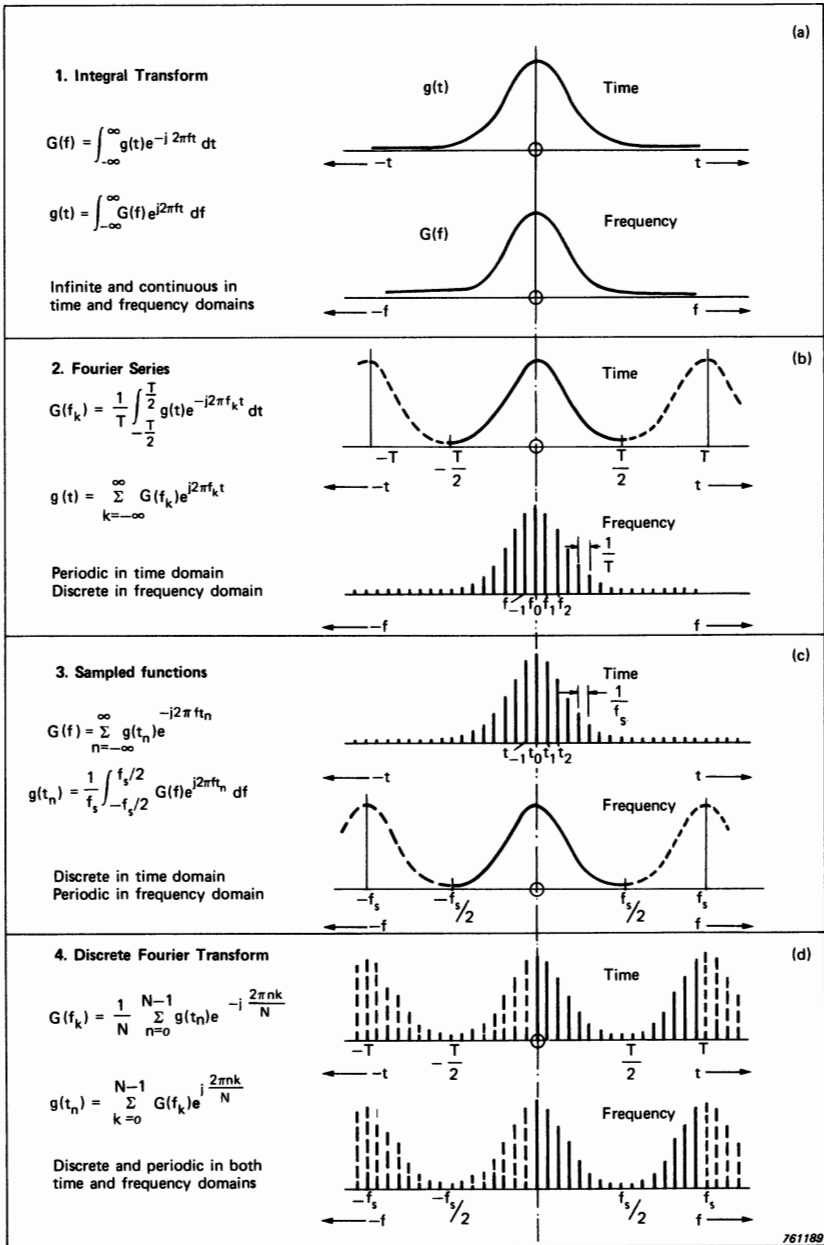 (a)
1. Integral Transform
G(f) = ∫_{-∞}^{∞} g(t)e^{-j 2πft} dt
g(t) = ∫_{-∞}^{∞} G(f)e^{j2πft} df
Infinite and continuous in
time and frequency domains
g(t) Time
-t t
G(f) Frequency
-f f
(b)
2. Fourier Series
G(f_k) = 1/T ∫_{-T/2}^{T/2} g(t)e^{-j2πf_k t} dt
g(t) = Σ_{k=-∞}^{∞} G(f_k)e^{j2πf_k t}
Periodic in time domain
Discrete in frequency domain
Time
-T -T/2 T/2 T
-t t
Frequency
1/T
f_{-1} f_0 f_1 f_2
-f f
(c)
3. Sampled functions
G(f) = Σ_{n=-∞}^{∞} g(t_n)e^{-j2πft_n}
g(t_n) = 1/f_s ∫_{-f_s/2}^{f_s/2} G(f)e^{j2πft_n} df
Discrete in time domain
Periodic in frequency domain
Time
1/f_s
t_{-1} t_0 t_1 t_2
-t t
Frequency
-f_s -f_s/2 f_s/2 f_s
-f f
(d)
4. Discrete Fourier Transform
G(f_k) = 1/N Σ_{n=o}^{N-1} g(t_n)e^{-j 2πnk/N}
g(t_n) = Σ_{k=o}^{N-1} G(f_k)e^{j 2πnk/N}
Discrete and periodic in both
time and frequency domains
Time
-T -T/2 T/2 T
-t t
Frequency
-f_s -f_s/2 f_s/2 f_s
-f f
761189